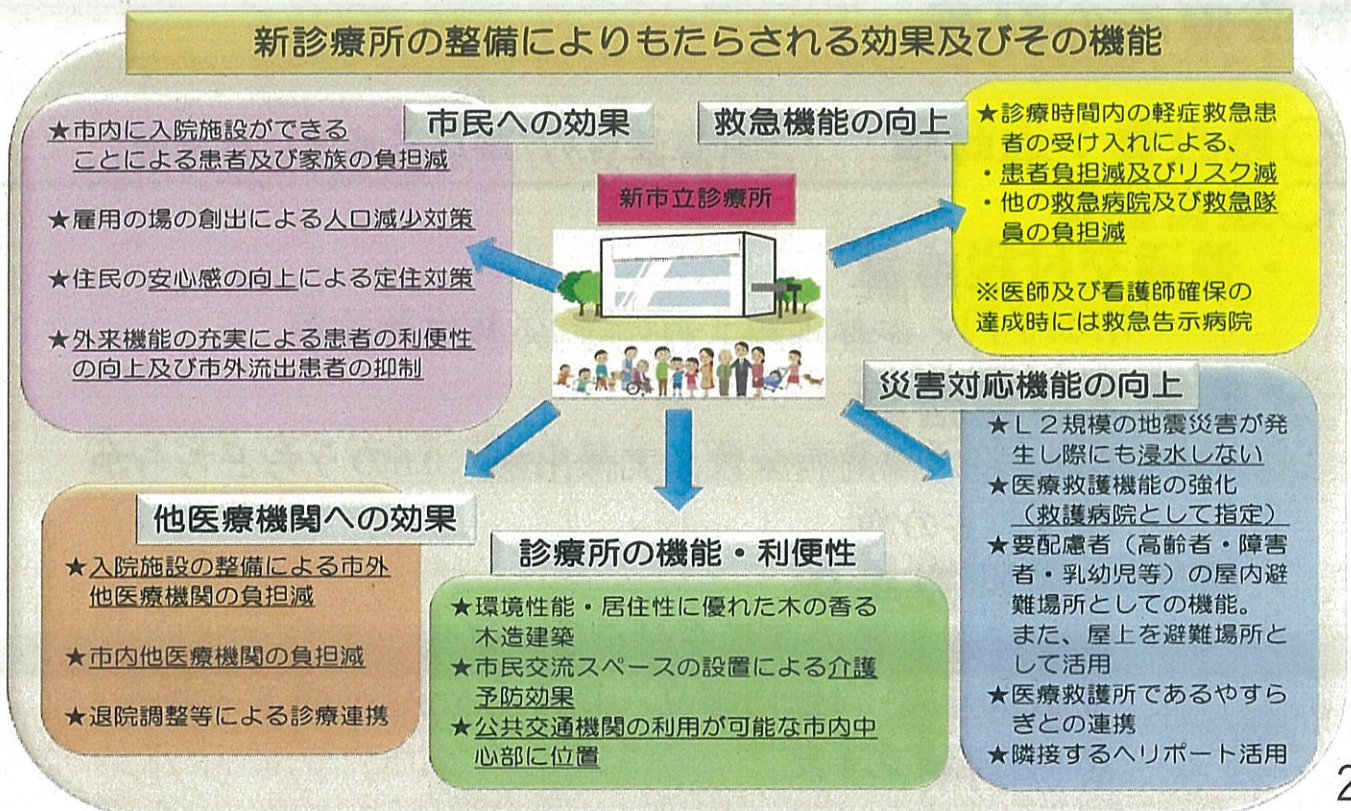 新診療所の整備によりもたらされる効果及びその機能
市民への効果
★市内に入院施設ができる
ことによる患者及び家族の負担減
★雇用の場の創出による人口減少対策
★住民の安心感の向上による定住対策
★外来機能の充実による患者の利便性
の向上及び市外流出患者の抑制
救急機能の向上
★診療時間内の軽症救急患
者の受け入れによる、
・患者負担減及びリスク減
・他の救急病院及び救急隊
員の負担減
※医師及び看護師確保の
達成時には救急告示病院
新市立診療所
他医療機関への効果
★入院施設の整備による市外
他医療機関の負担減
★市内他医療機関の負担減
★退院調整等による診療連携
診療所の機能・利便性
★環境性能・居住性に優れた木の香る
木造建築
★市民交流スペースの設置による介護
予防効果
★公共交通機関の利用が可能な市内中
心部に位置
災害対応機能の向上
★L2規模の地震災害が発
生し際にも浸水しない
★医療救護機能の強化
（救護病院として指定）
★要配慮者（高齢者・障害
者・乳幼児等）の屋内避
難場所としての機能。
また、屋上を避難場所と
して活用
★医療救護所であるやすら
ぎとの連携
★隣接するヘリポート活用
2